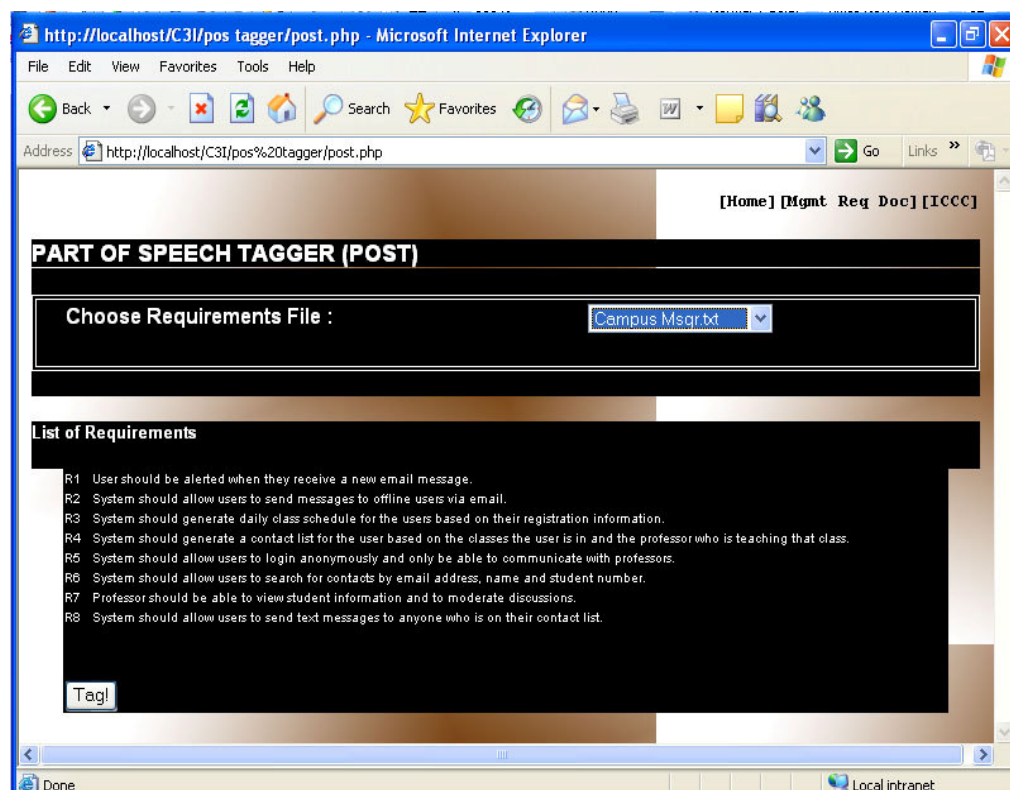 http://localhost/C3I/pos tagger/post.php - Microsoft Internet Explorer
File Edit View Favorites Tools Help
Back Search Favorites
Address http://localhost/C3I/pos%20tagger/post.php Go Links »
[Home] [Mgmt Req Doc] [ICCC]
PART OF SPEECH TAGGER (POST)
Choose Requirements File : Campus Msgr.txt
List of Requirements
R1 User should be alerted when they receive a new email message.
R2 System should allow users to send messages to offline users via email.
R3 System should generate daily class schedule for the users based on their registration information.
R4 System should generate a contact list for the user based on the classes the user is in and the professor who is teaching that class.
R5 System should allow users to login anonymously and only be able to communicate with professors.
R6 System should allow users to search for contacts by email address, name and student number.
R7 Professor should be able to view student information and to moderate discussions.
R8 System should allow users to send text messages to anyone who is on their contact list.
Tag!
Done Local intranet